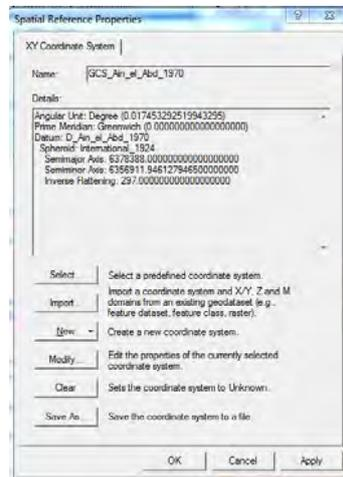 Spatial Reference Properties
XY Coordinate System
Name: GCS_Ain_el_Abd_1970
Details:
Angular Unit: Degree (0.017453292519943295)
Prime Meridian: Greenwich (0.000000000000000000)
Datum: D_Ain_el_Abd_1970
Spheroid: International_1924
Semimajor Axis: 6378388.000000000000000000
Semiminor Axis: 6356911.946127946500000000
Inverse Flattening: 297.000000000000000000
Select... Select a predefined coordinate system.
Import... Import a coordinate system and X/Y, Z and M
domains from an existing geodataset (e.g.,
feature dataset, feature class, raster).
New Create a new coordinate system.
Modify... Edit the properties of the currently selected
coordinate system.
Clear Sets the coordinate system to Unknown.
Save As... Save the coordinate system to a file.
OK Cancel Apply